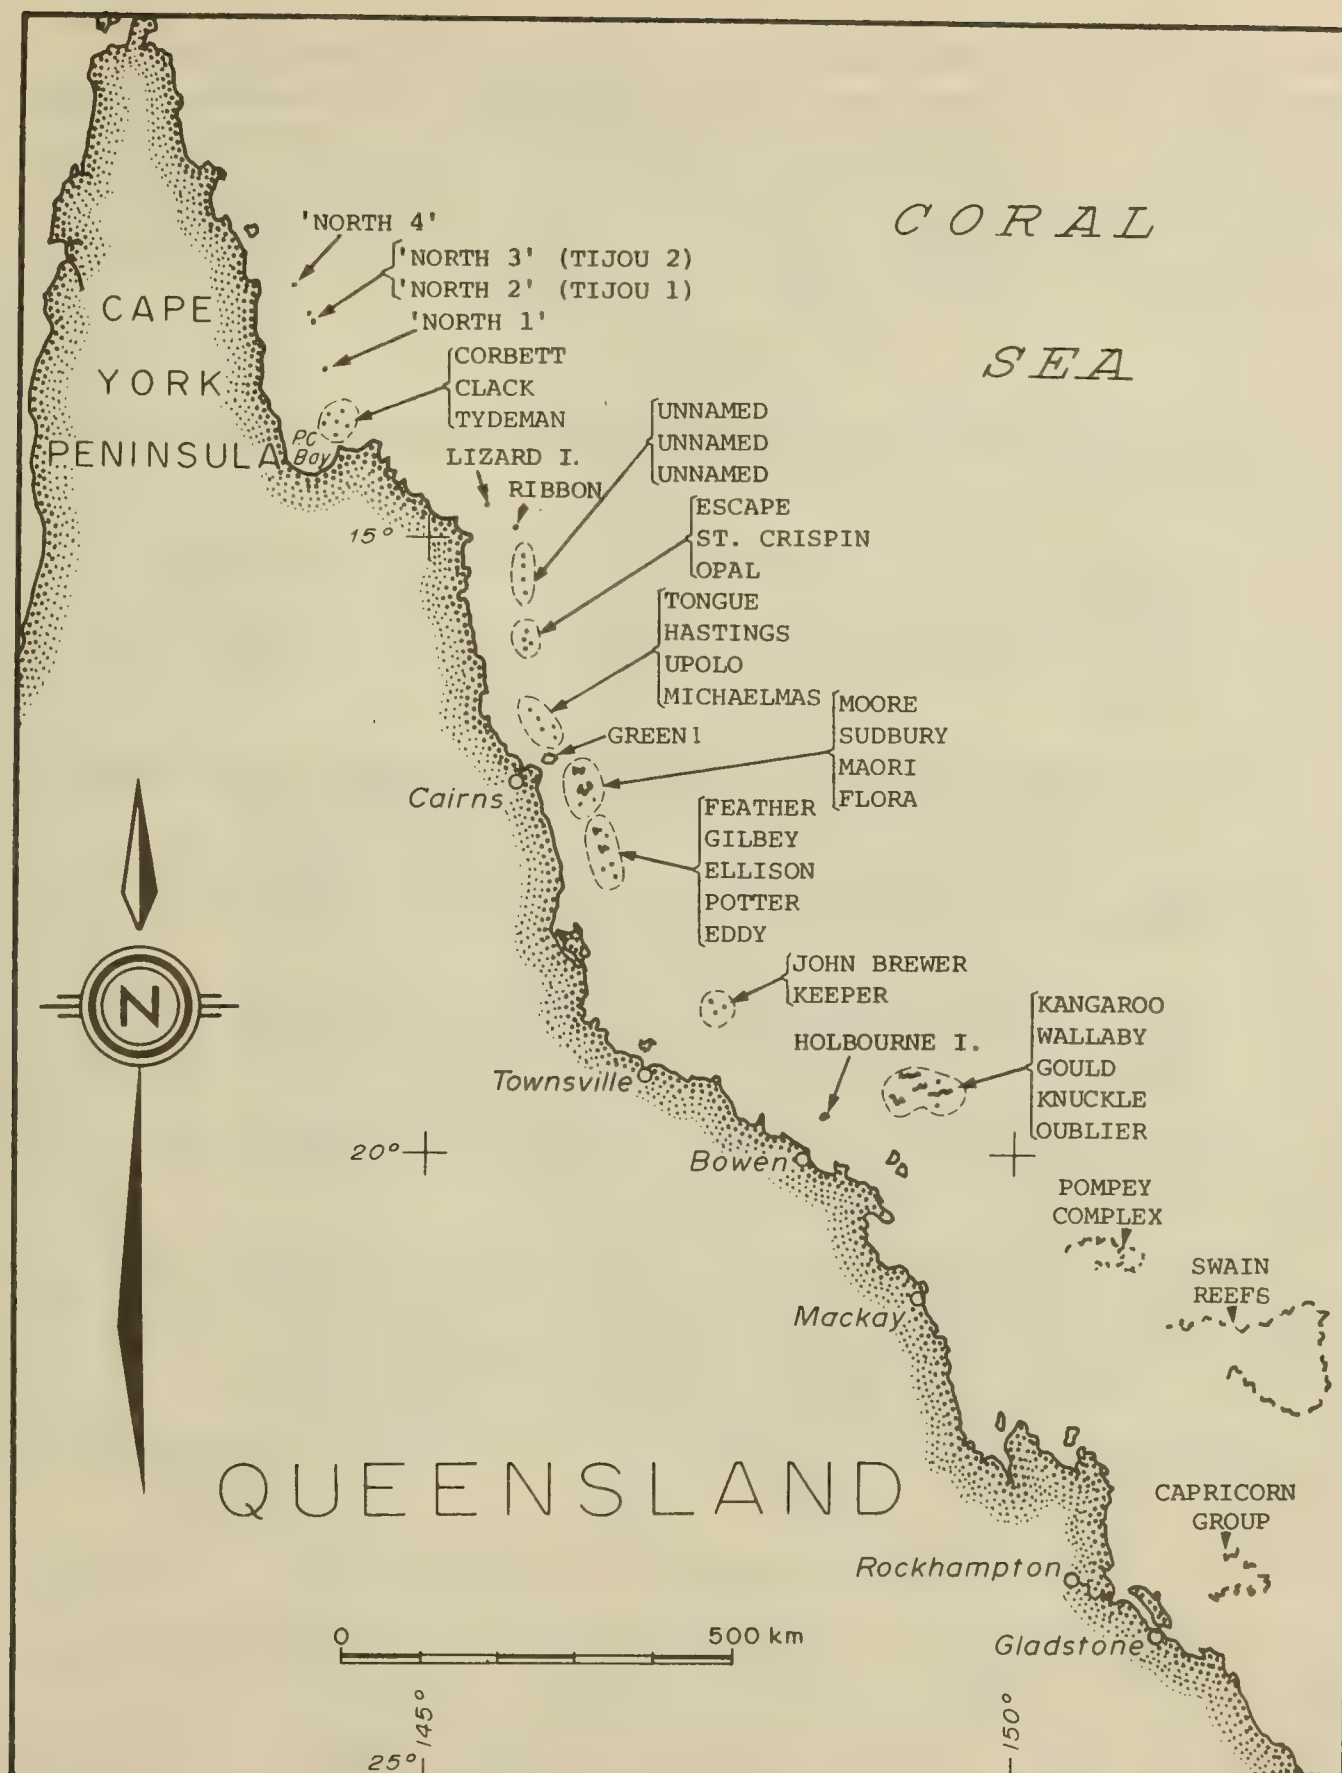 CORAL
SEA
'NORTH 4'
'NORTH 3' (TIJOU 2)
'NORTH 2' (TIJOU 1)
'NORTH 1'
CAPE
YORK
PENINSULA
PC
Bay
CORBETT
CLACK
TYDEMAN
LIZARD I.
RIBBON
UNNAMED
UNNAMED
UNNAMED
15°
ESCAPE
ST. CRISPIN
OPAL
TONGUE
HASTINGS
UPOLO
MICHAELMAS
GREEN I
MOORE
SUDBURY
MAORI
FLORA
Cairns
FEATHER
GILBEY
ELLISON
POTTER
EDDY
N
JOHN BREWER
KEEPER
HOLBOURNE I.
KANGAROO
WALLABY
GOULD
KNUCKLE
OUBLIER
Townsville
20°
Bowen
POMPEY
COMPLEX
SWAIN
REEFS
Mackay
QUEENSLAND
CAPRICORN
GROUP
Rockhampton
Gladstone
0 500 km
145°
150°
25°